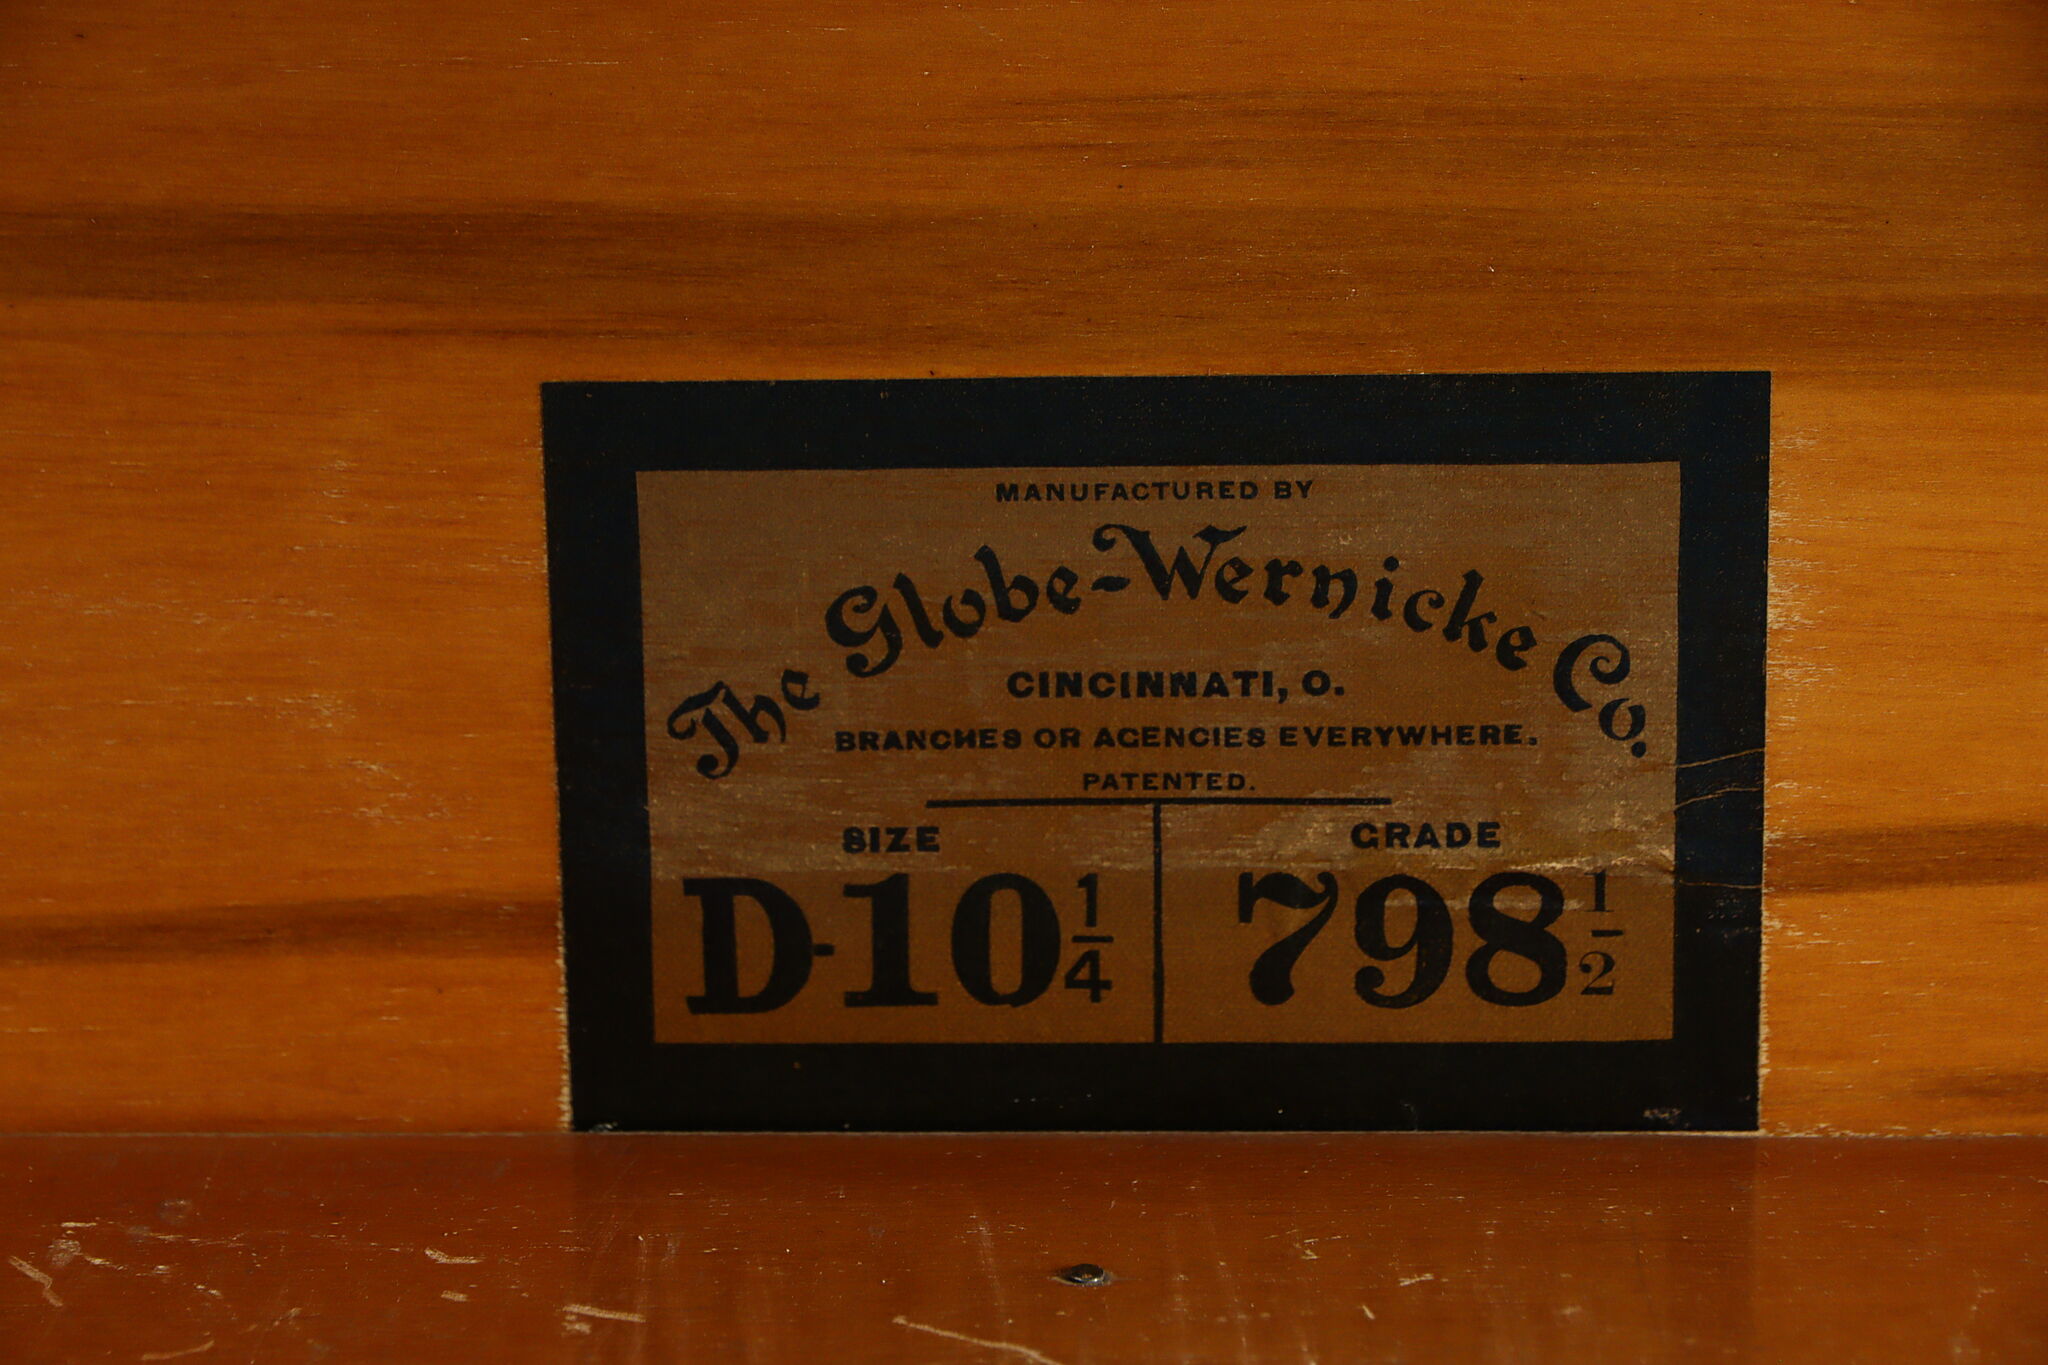 MANUFACTURED BY
The Globe-Wernicke Co.
CINCINNATI, O.
BRANCHES OR AGENCIES EVERYWHERE.
PATENTED.
SIZE GRADE
D-10 1/4 798 1/2